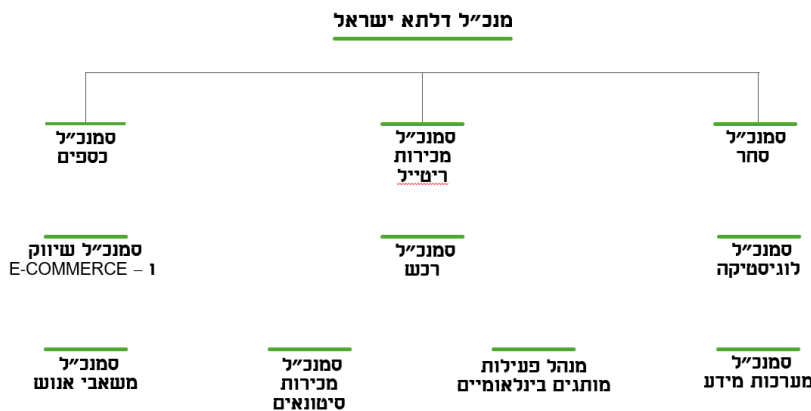 מנכ״ל דלתא ישראל
סמנכ״ל
סחר
סמנכ״ל
מכירות
ריטייל
סמנכ״ל
כספים
סמנכ״ל
לוגיסטיקה
סמנכ״ל
רכש
סמנכ״ל שיווק
ו – E-COMMERCE
סמנכ״ל
מערכות מידע
מנהל פעילות
מותגים בינלאומיים
סמנכ״ל
מכירות
סיטונאים
סמנכ״ל
משאבי אנוש